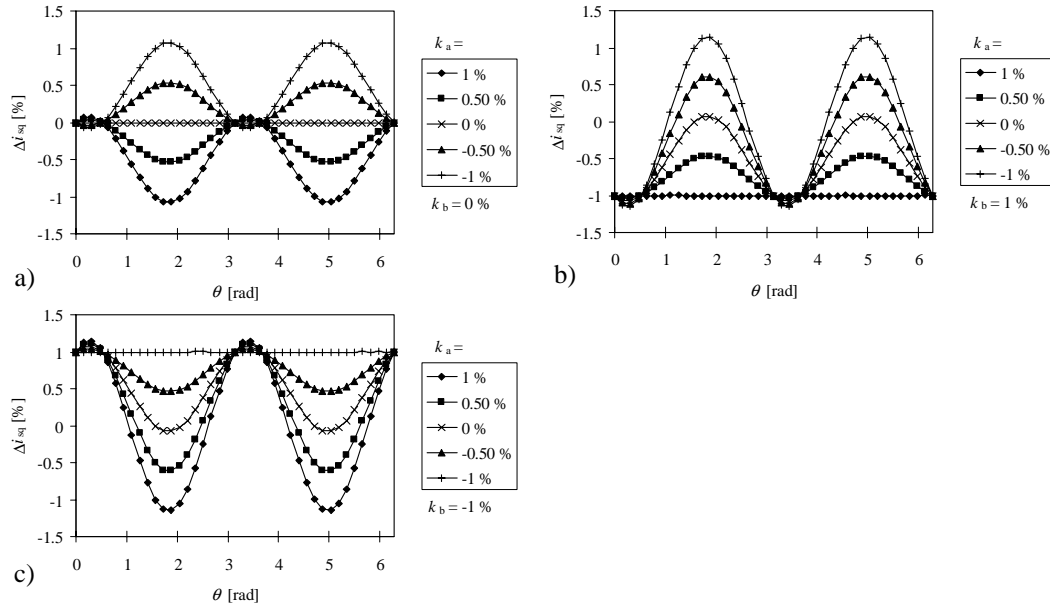 1.5
1
0.5
0
-0.5
-1
-1.5
Δi sq [%]
0 1 2 3 4 5 6
θ [rad]
k a =
1 %
0.50 %
0 %
-0.50 %
-1 %
k b = 0 %
a)
1.5
1
0.5
0
-0.5
-1
-1.5
Δi sq [%]
0 1 2 3 4 5 6
θ [rad]
k a =
1 %
0.50 %
0 %
-0.50 %
-1 %
k b = 1 %
b)
1.5
1
0.5
0
-0.5
-1
-1.5
Δi sq [%]
0 1 2 3 4 5 6
θ [rad]
k a =
1 %
0.50 %
0 %
-0.50 %
-1 %
k b = -1 %
c)